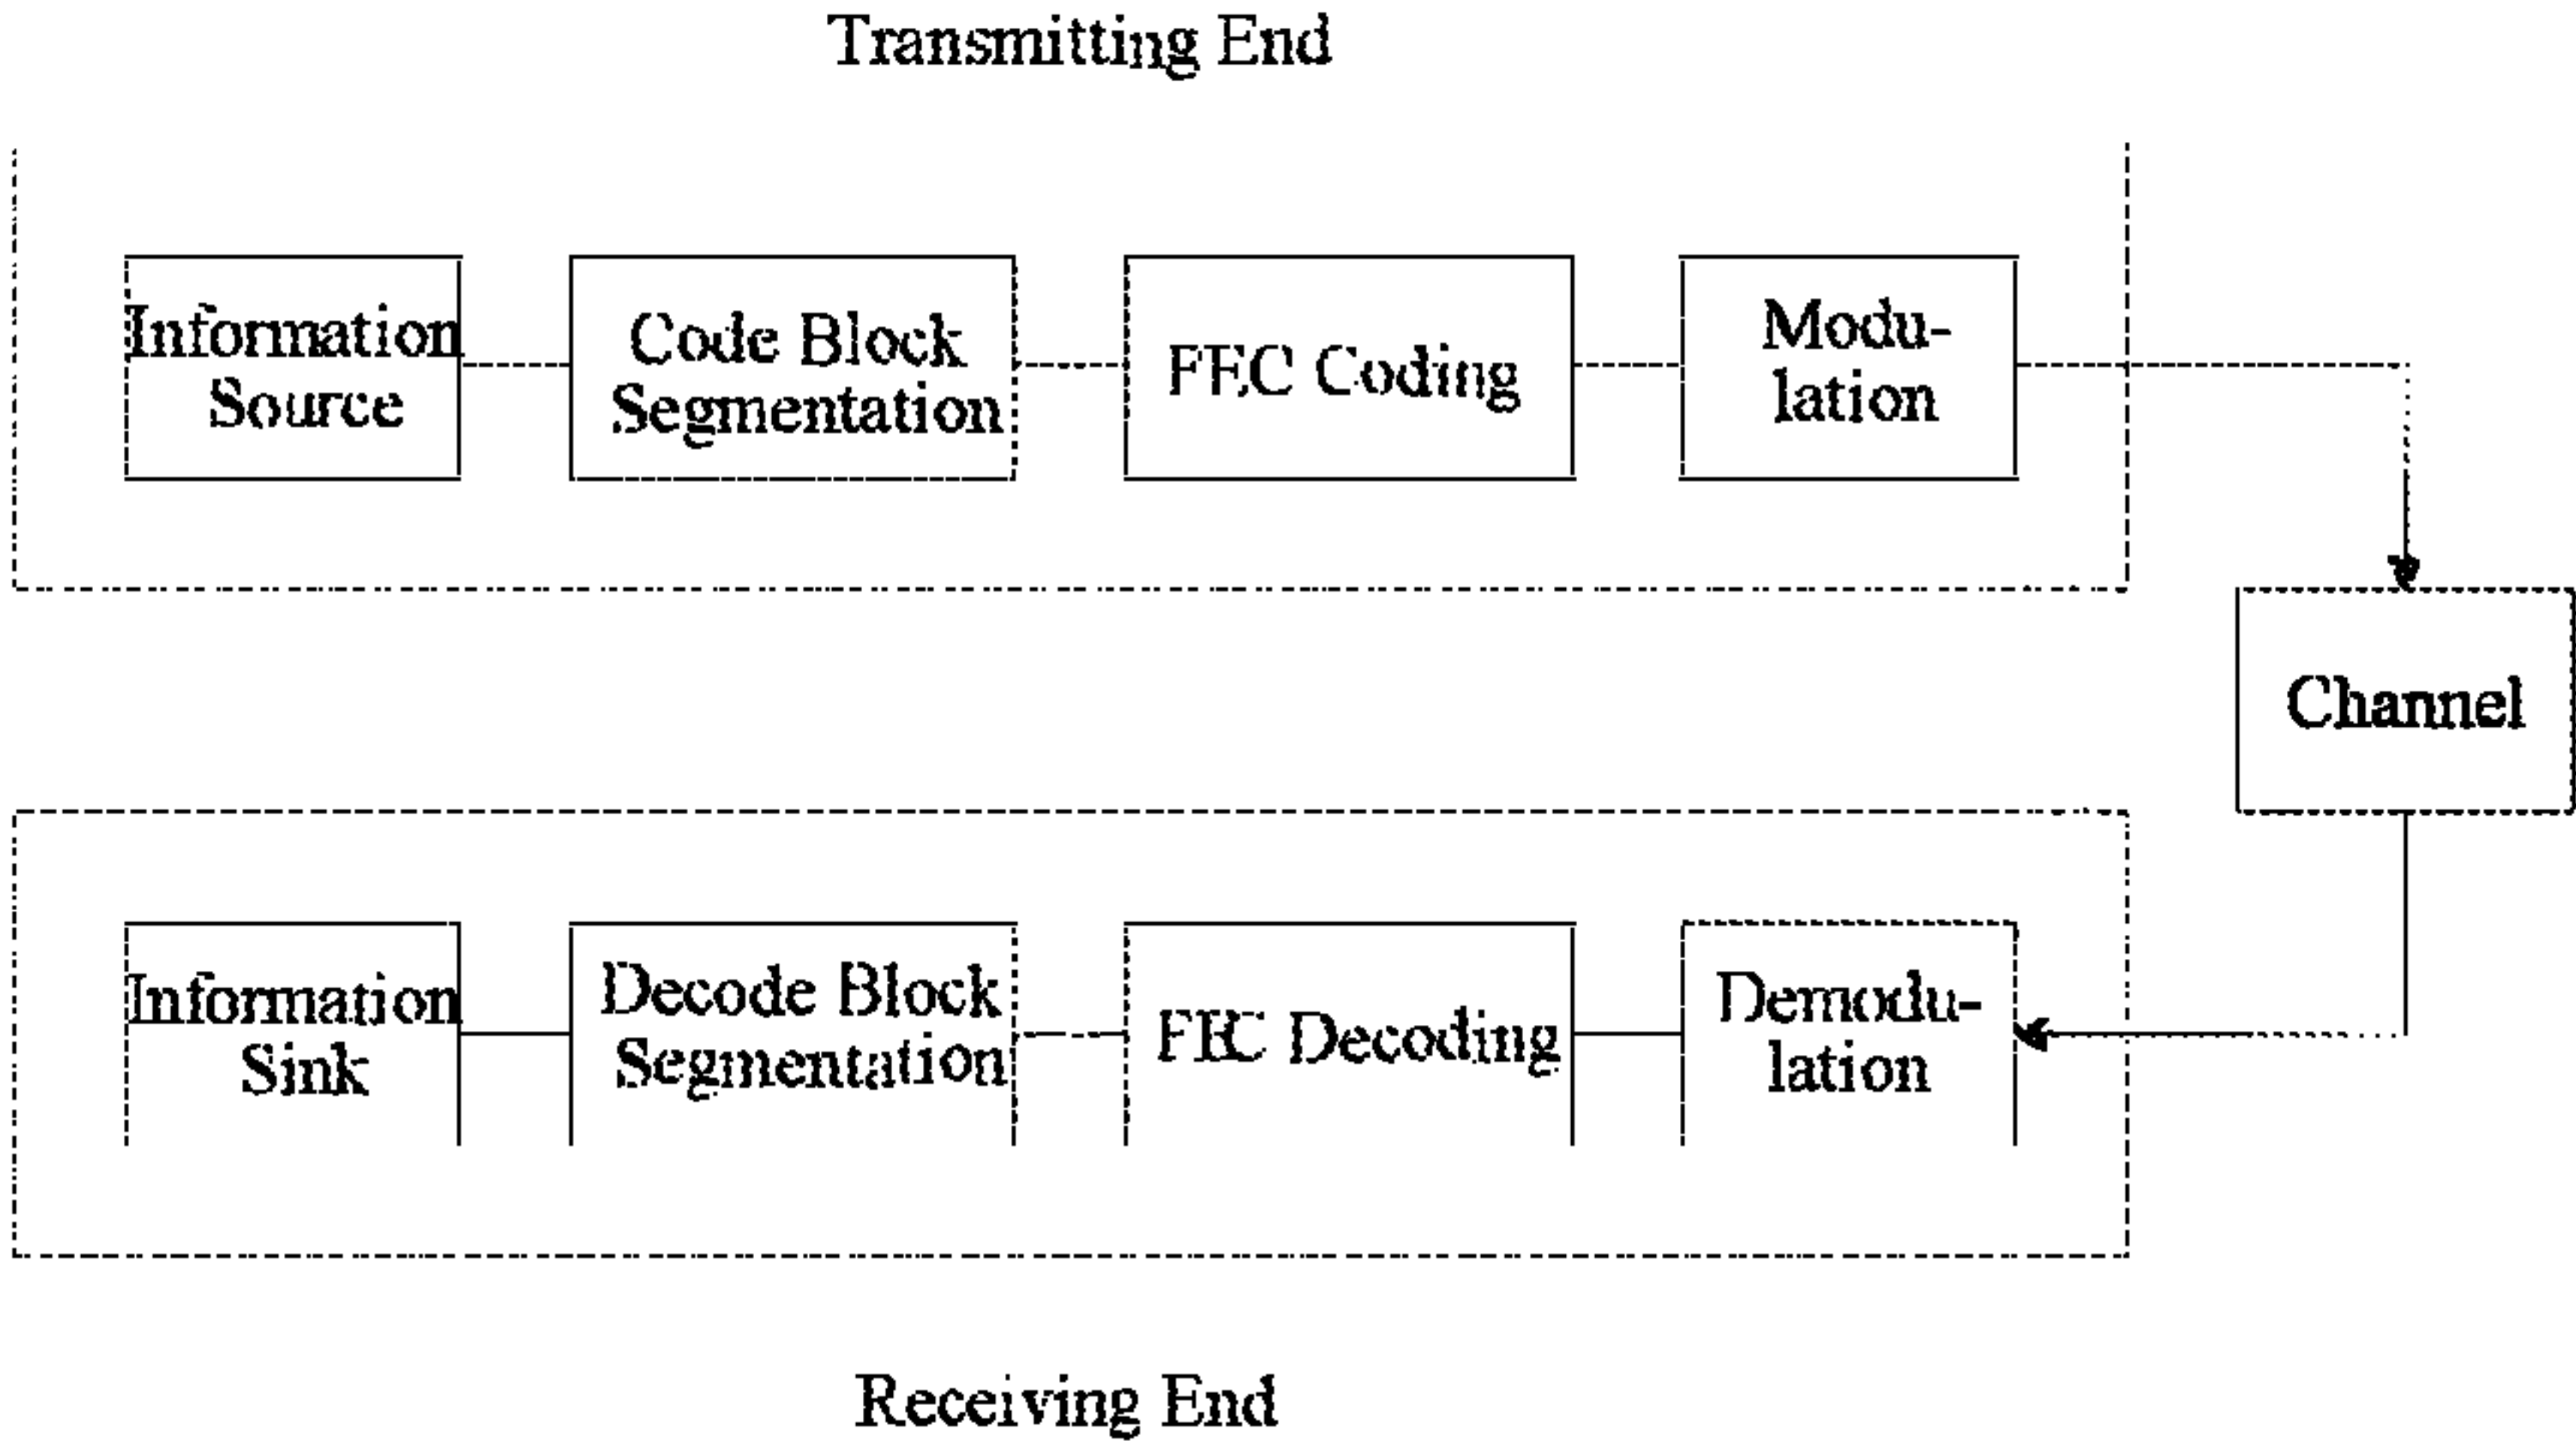 Transmitting End
Information
Source
Code Block
Segmentation
FEC Coding
Modu-
lation
Channel
Information
Sink
Decode Block
Segmentation
FEC Decoding
Demodu-
lation
Receiving End